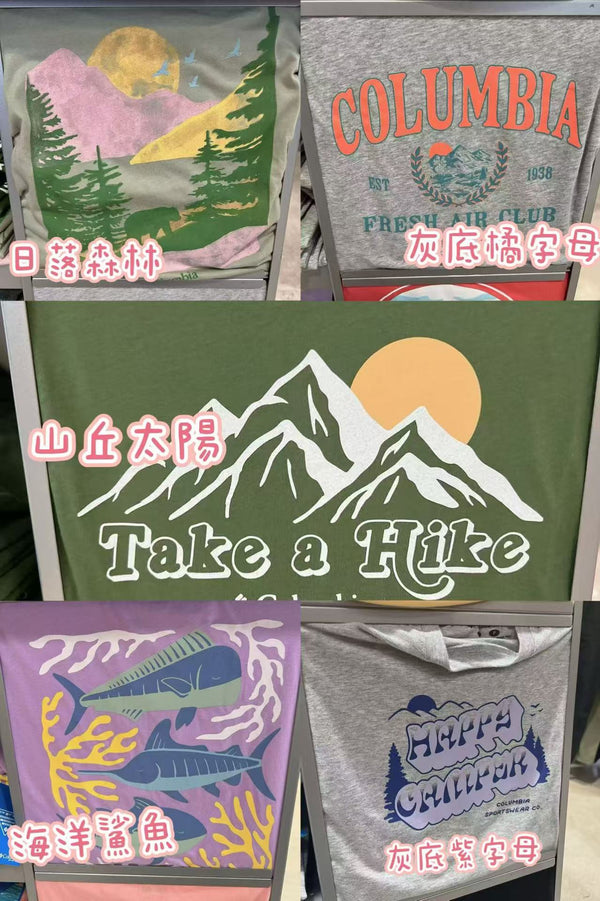 日落森林
COLUMBIA
EST 1938
FRESH AIR CLUB
灰底橘字母
山丘太陽
Take a Hike
海洋鯊魚
HAPPY
CAMPER
COLUMBIA
SPORTSWEAR CO.
灰底紫字母